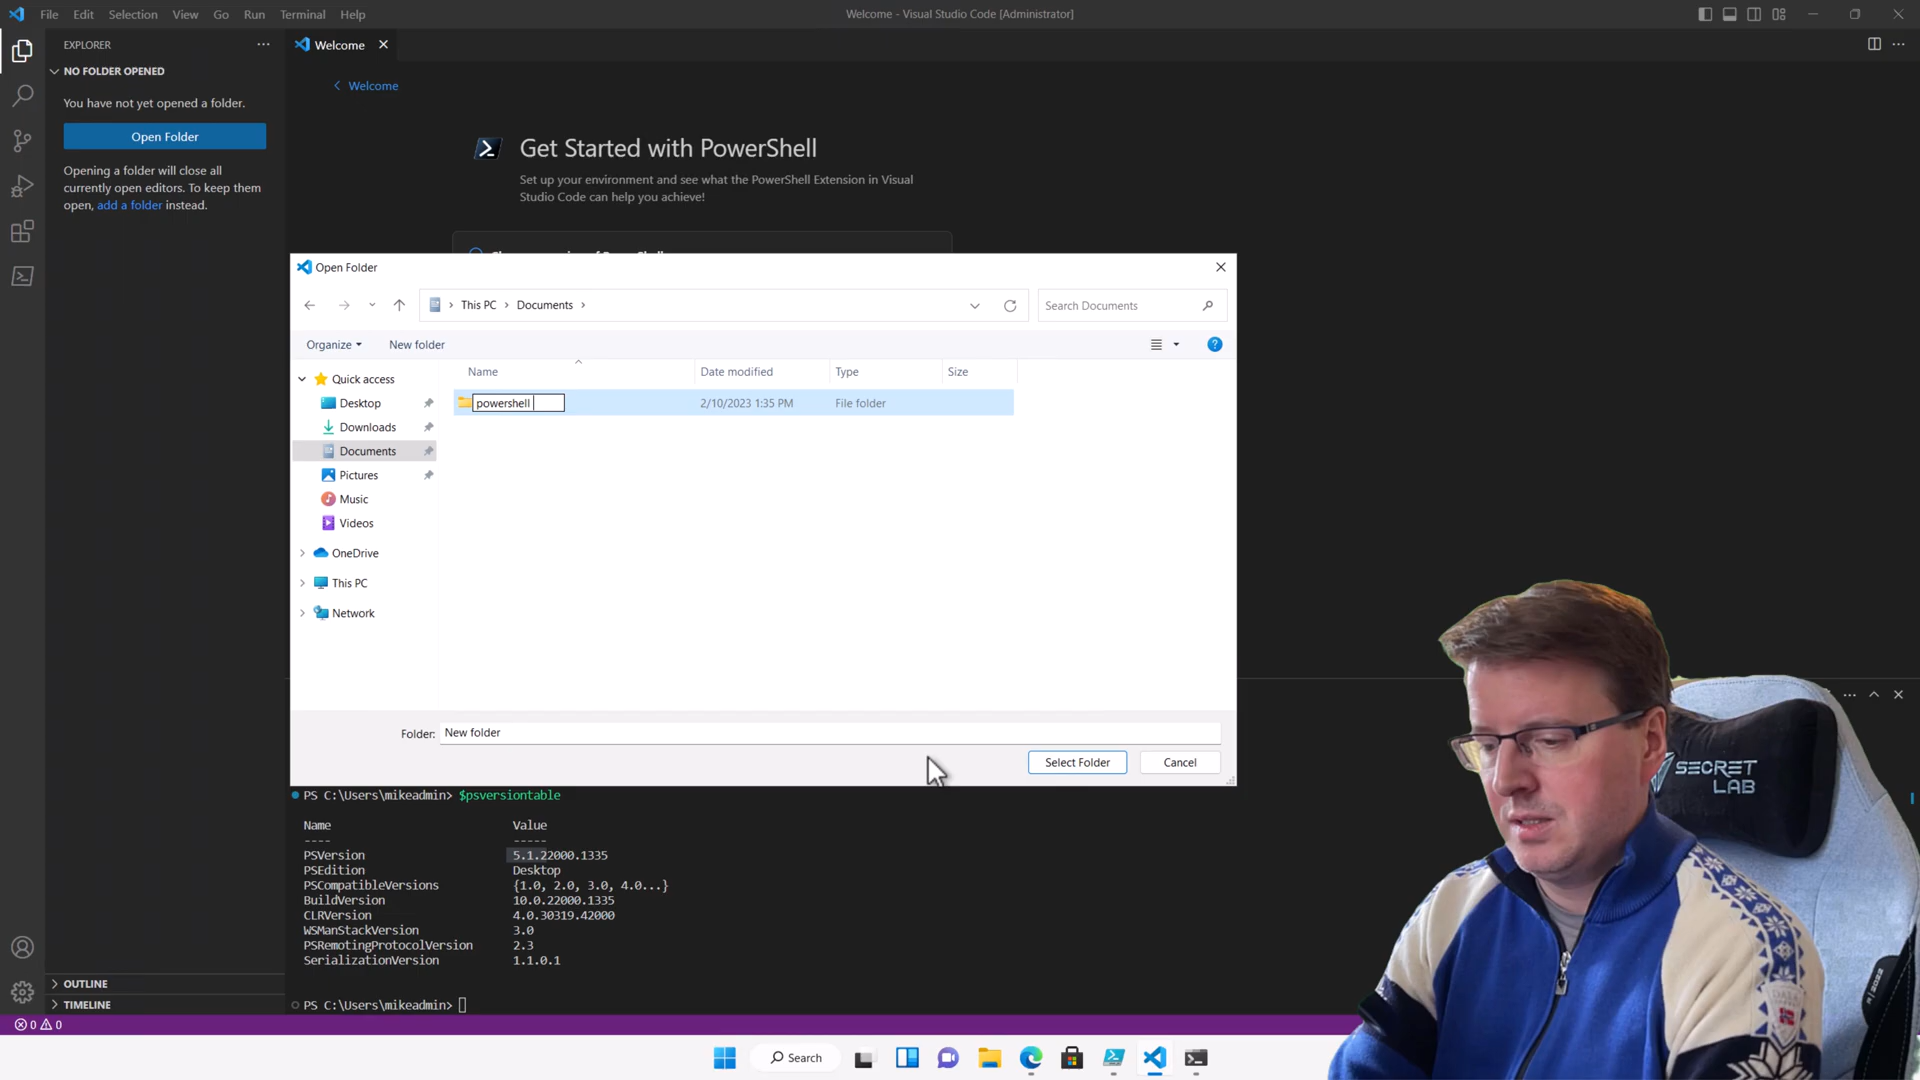 File Edit Selection View Go Run Terminal Help
Welcome - Visual Studio Code [Administrator]
EXPLORER
Welcome
NO FOLDER OPENED
You have not yet opened a folder.
Open Folder
Opening a folder will close all
currently open editors. To keep them
open, add a folder instead.
Welcome
Get Started with PowerShell
Set up your environment and see what the PowerShell Extension in Visual
Studio Code can help you achieve!
Open Folder
This PC Documents
Search Documents
Organize New folder
Name Date modified Type Size
powershell 2/10/2023 1:35 PM File folder
Quick access
Desktop
Downloads
Documents
Pictures
Music
Videos
OneDrive
This PC
Network
Folder: New folder
Select Folder Cancel
PS C:\Users\mikeadmin> $psversiontable
Name Value
---- -----
PSVersion 5.1.22000.1335
PSEdition Desktop
PSCompatibleVersions {1.0, 2.0, 3.0, 4.0...}
BuildVersion 10.0.22000.1335
CLRVersion 4.0.30319.42000
WSManStackVersion 3.0
PSRemotingProtocolVersion 2.3
SerializationVersion 1.1.0.1
PS C:\Users\mikeadmin>
OUTLINE
TIMELINE
0 0
Search
SECRET
LAB